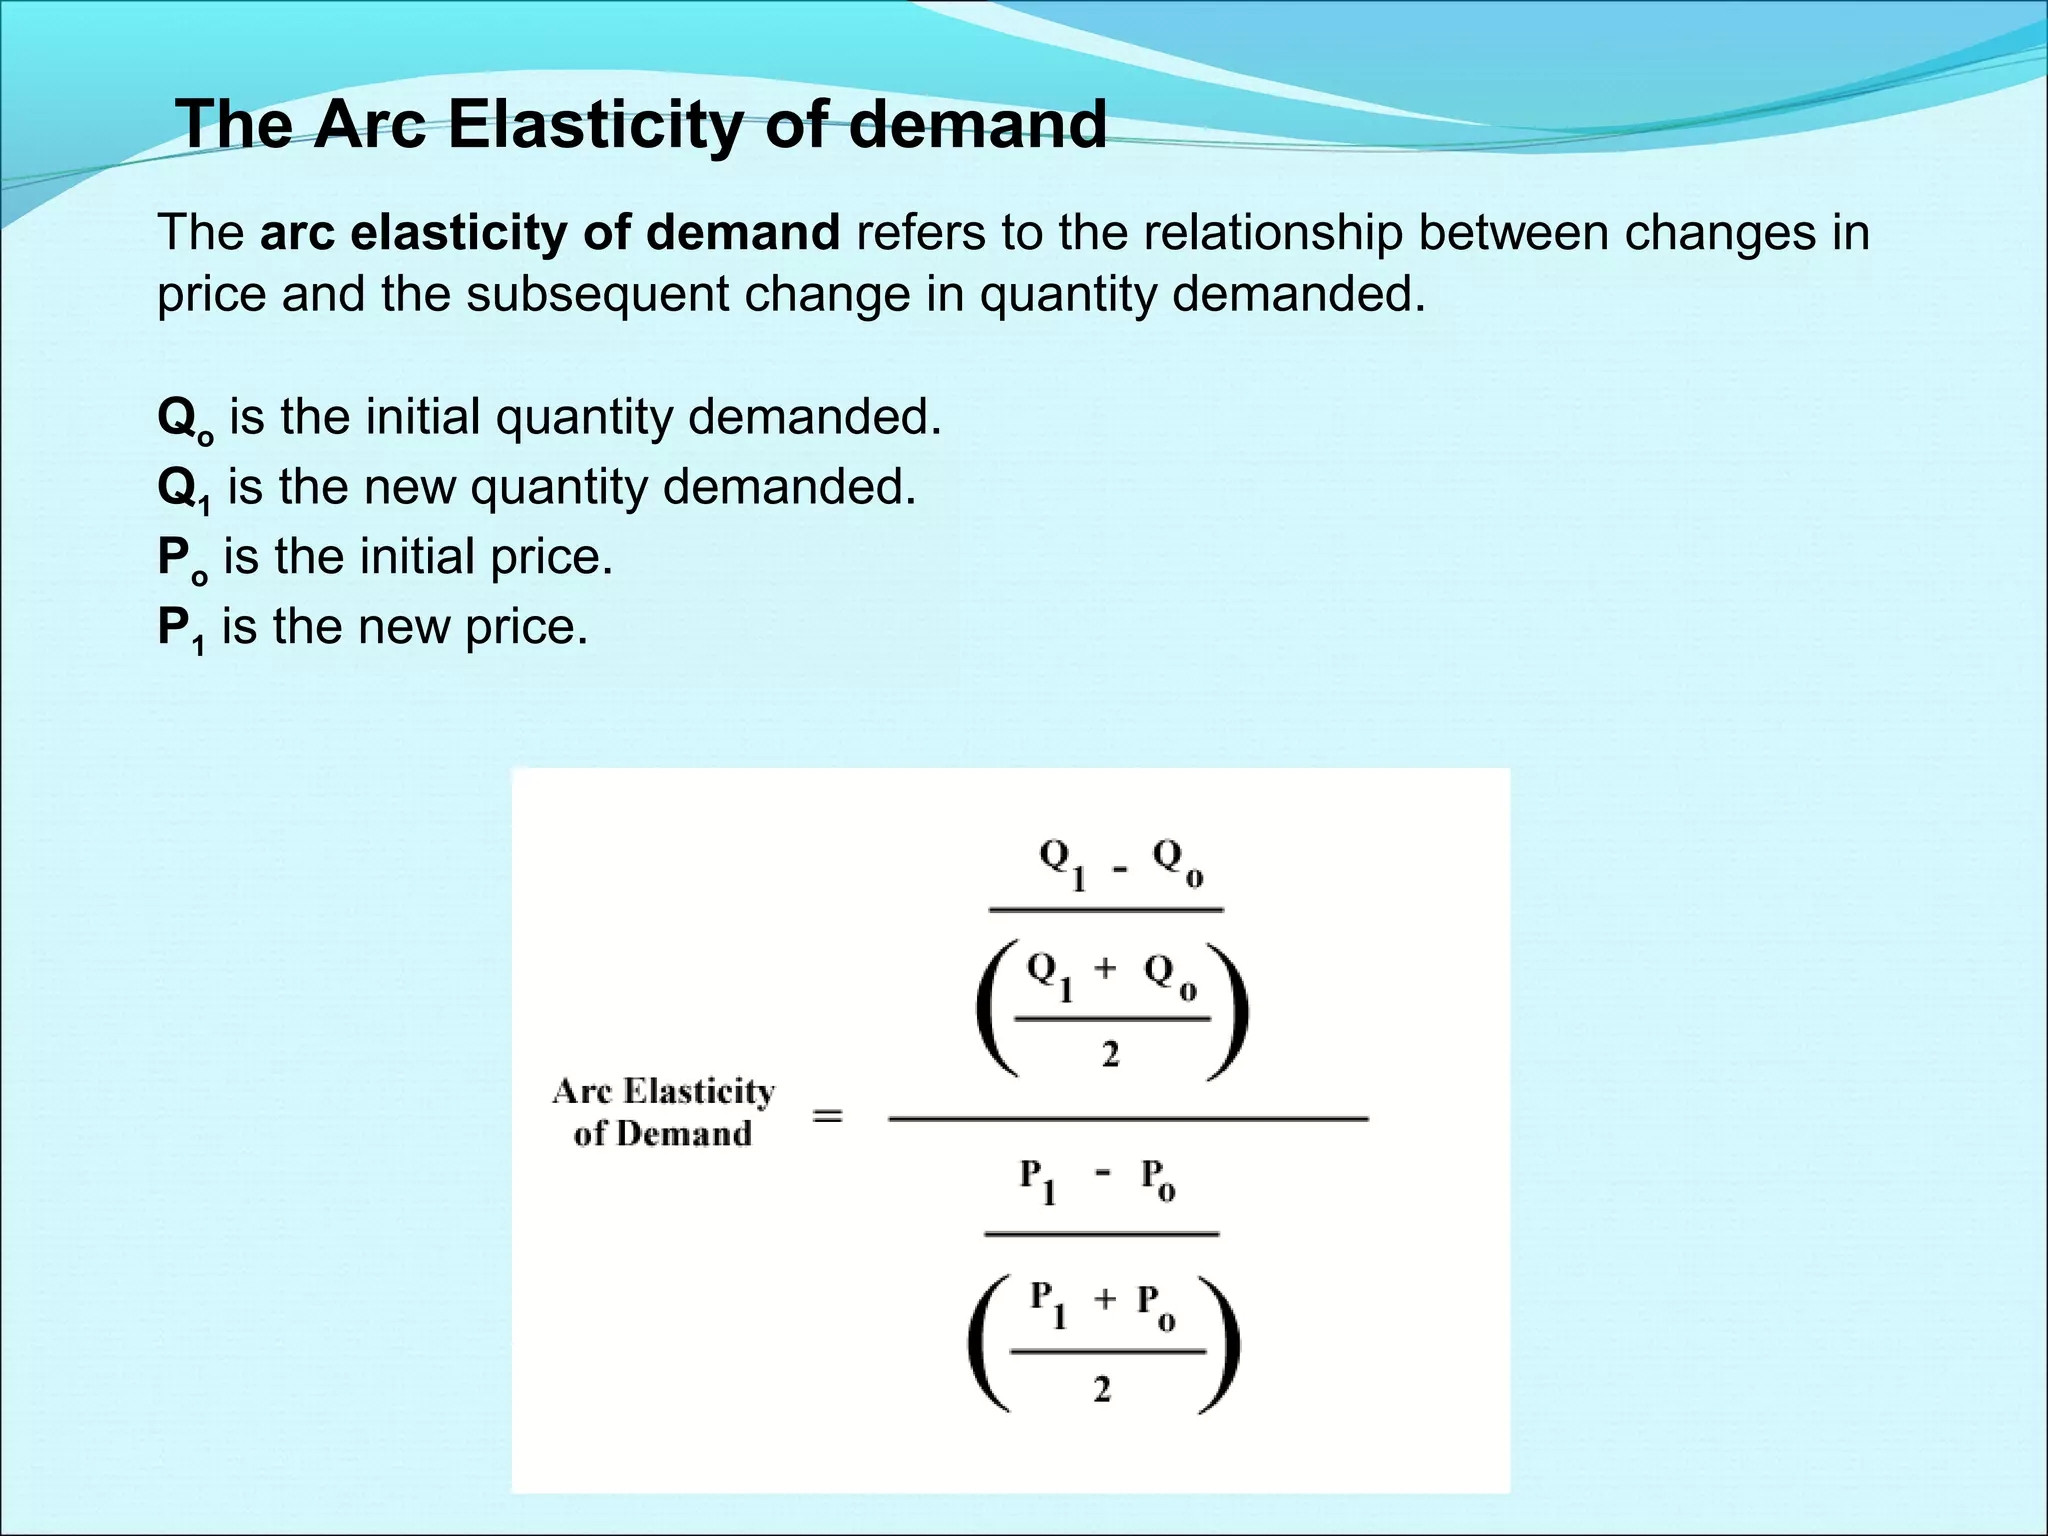 The Arc Elasticity of demand
The arc elasticity of demand refers to the relationship between changes in
price and the subsequent change in quantity demanded.
Qo is the initial quantity demanded.
Q1 is the new quantity demanded.
Po is the initial price.
P1 is the new price.
Q1 - Qo
(Q1 + Qo)
2
Arc Elasticity
of Demand =
P1 - Po
(P1 + Po)
2